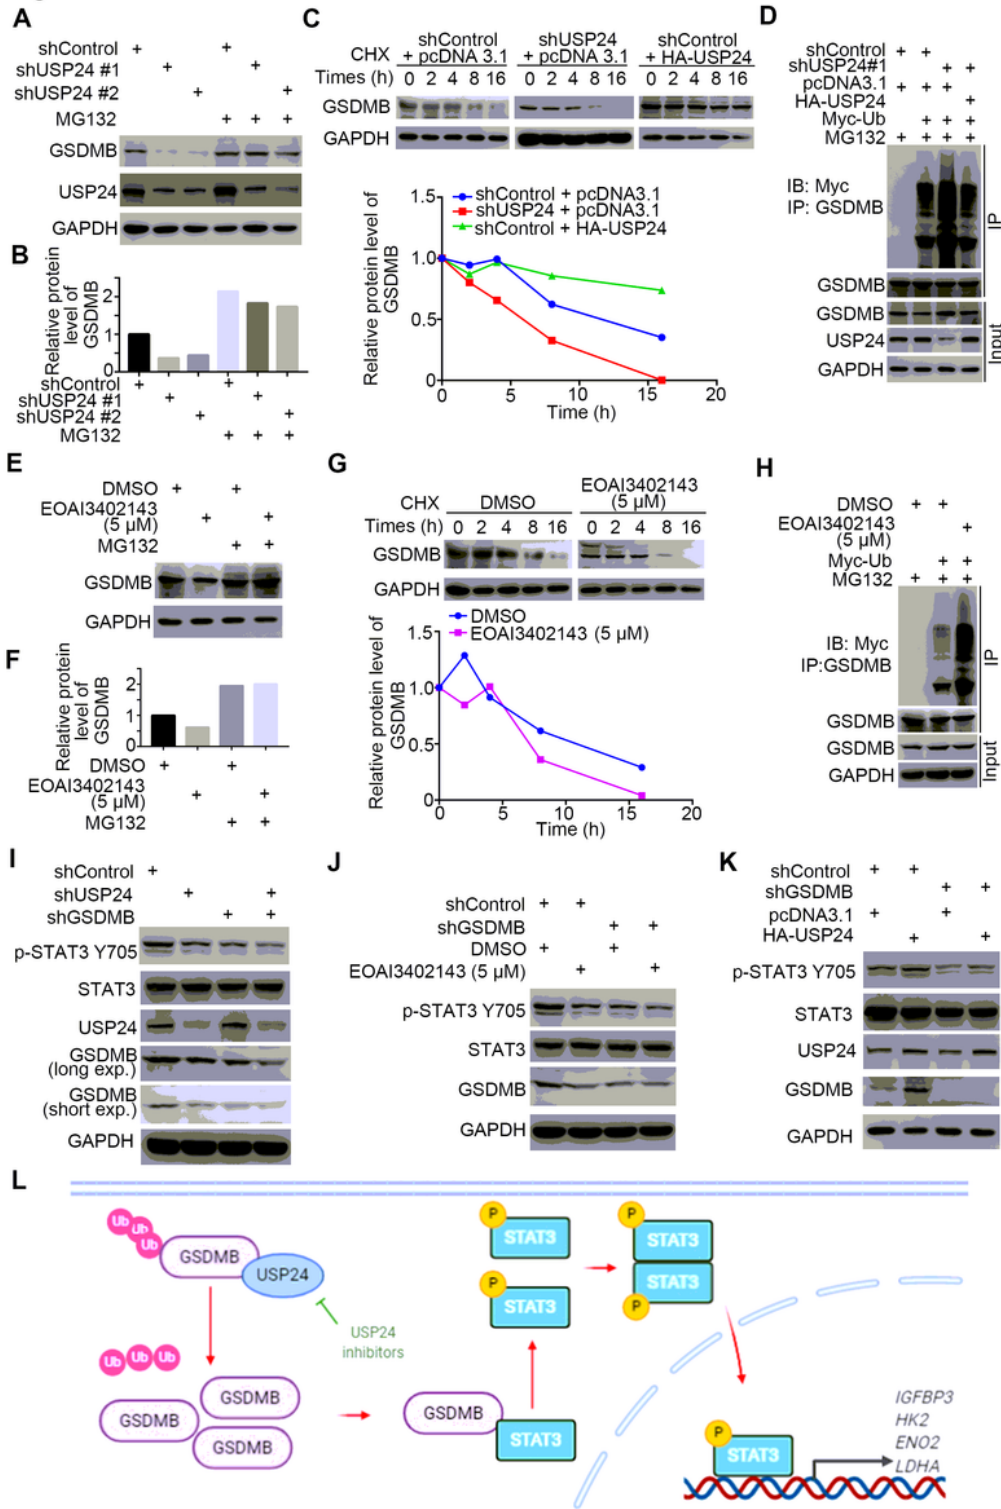 A
shControl + +
shUSP24 #1 + +
shUSP24 #2 + +
MG132 + + +
GSDMB
USP24
GAPDH
B
Relative protein
level of
GSDMB
2
1
0
shControl + +
shUSP24 #1 + +
shUSP24 #2 + +
MG132 + + +
C
shControl shUSP24 shControl
CHX + pcDNA 3.1 + pcDNA 3.1 + HA-USP24
Times (h) 0 2 4 8 16 0 2 4 8 16 0 2 4 8 16
GSDMB
GAPDH
Relative protein level of
GSDMB
1.5
1.0
0.5
0
shControl + pcDNA3.1
shUSP24 + pcDNA3.1
shControl + HA-USP24
0 5 10 15 20
Time (h)
D
shControl + +
shUSP24#1 + +
pcDNA3.1 + + +
HA-USP24 +
Myc-Ub + + +
MG132 + + + +
IB: Myc
IP: GSDMB
GSDMB
IP
GSDMB
USP24
GAPDH
Input
E
DMSO + +
EOAI3402143 + +
(5 µM)
MG132 + +
GSDMB
GAPDH
F
Relative protein
level of
GSDMB
2
1
0
DMSO + +
EOAI3402143 + +
(5 µM)
MG132 + +
G
CHX DMSO EOAI3402143
(5 µM)
Times (h) 0 2 4 8 16 0 2 4 8 16
GSDMB
GAPDH
Relative protein level of
GSDMB
1.5
1.0
0.5
0
DMSO
EOAI3402143 (5 µM)
0 5 10 15 20
Time (h)
H
DMSO + +
EOAI3402143 +
(5 µM)
Myc-Ub + +
MG132 + + +
IB: Myc
IP:GSDMB
GSDMB
IP
GSDMB
GAPDH
Input
I
shControl +
shUSP24 + +
shGSDMB + +
p-STAT3 Y705
STAT3
USP24
GSDMB
(long exp.)
GSDMB
(short exp.)
GAPDH
J
shControl + +
shGSDMB + +
DMSO + +
EOAI3402143 (5 µM) + +
p-STAT3 Y705
STAT3
GSDMB
GAPDH
K
shControl + +
shGSDMB + +
pcDNA3.1 + +
HA-USP24 + +
p-STAT3 Y705
STAT3
USP24
GSDMB
GAPDH
L
Ub
Ub
Ub
GSDMB
USP24
USP24
inhibitors
Ub Ub Ub
GSDMB
GSDMB
GSDMB
GSDMB
STAT3
P
STAT3
P
STAT3
P
STAT3
STAT3
P
P
STAT3
IGFBP3
HK2
ENO2
LDHA